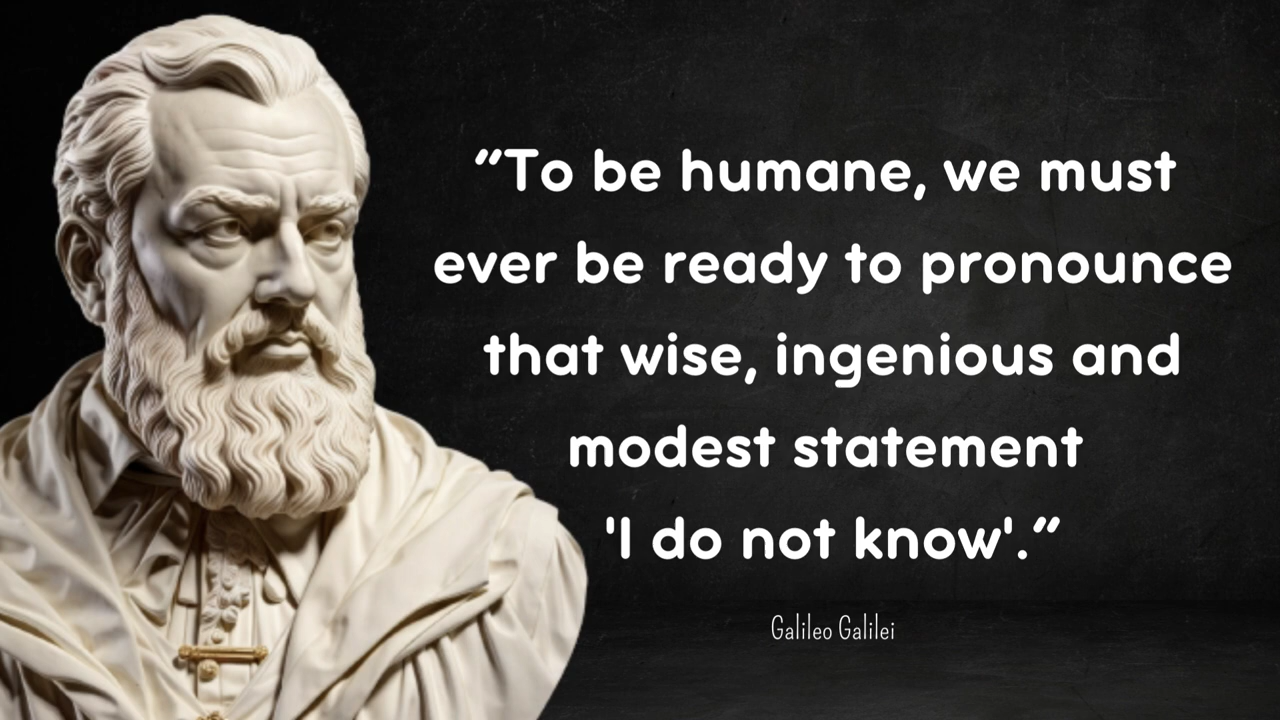 “To be humane, we must
ever be ready to pronounce
that wise, ingenious and
modest statement
'I do not know'.”
Galileo Galilei